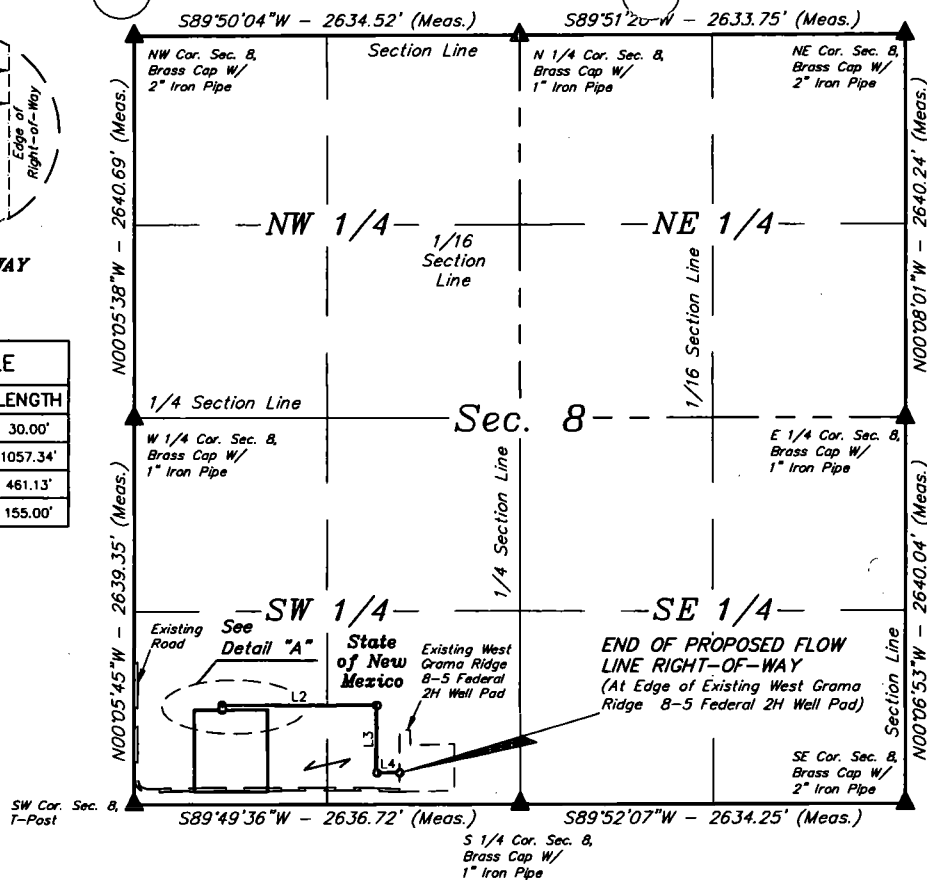 S89°50'04"W - 2634.52' (Meas.)
S89°51'20"W - 2633.75' (Meas.)
Section Line
NW Cor. Sec. 8,
Brass Cap W/
2" Iron Pipe
N 1/4 Cor. Sec. 8,
Brass Cap W/
1" Iron Pipe
NE Cor. Sec. 8,
Brass Cap W/
2" Iron Pipe
Edge of
Right-of-Way
N00°05'38"W - 2640.69' (Meas.)
N00°08'01"W - 2640.24' (Meas.)
NW 1/4
NE 1/4
1/16
Section
Line
1/16 Section Line
WAY
LENGTH
30.00'
1057.34'
461.13'
155.00'
1/4 Section Line
Sec. 8
W 1/4 Cor. Sec. 8,
Brass Cap W/
1" Iron Pipe
E 1/4 Cor. Sec. 8,
Brass Cap W/
1" Iron Pipe
1/4 Section Line
N00°05'45"W - 2639.35' (Meas.)
N00°06'53"W - 2640.04' (Meas.)
SW 1/4
SE 1/4
Existing
Road
See
Detail "A"
State
of New
Mexico
Existing West
Grama Ridge
8-5 Federal
2H Well Pad
END OF PROPOSED FLOW
LINE RIGHT-OF-WAY
(At Edge of Existing West Grama
Ridge 8-5 Federal 2H Well Pad)
Section Line
L2
L3
L4
SW Cor. Sec. 8,
T-Post
SE Cor. Sec. 8,
Brass Cap W/
2" Iron Pipe
S89°49'36"W - 2636.72' (Meas.)
S89°52'07"W - 2634.25' (Meas.)
S 1/4 Cor. Sec. 8,
Brass Cap W/
1" Iron Pipe